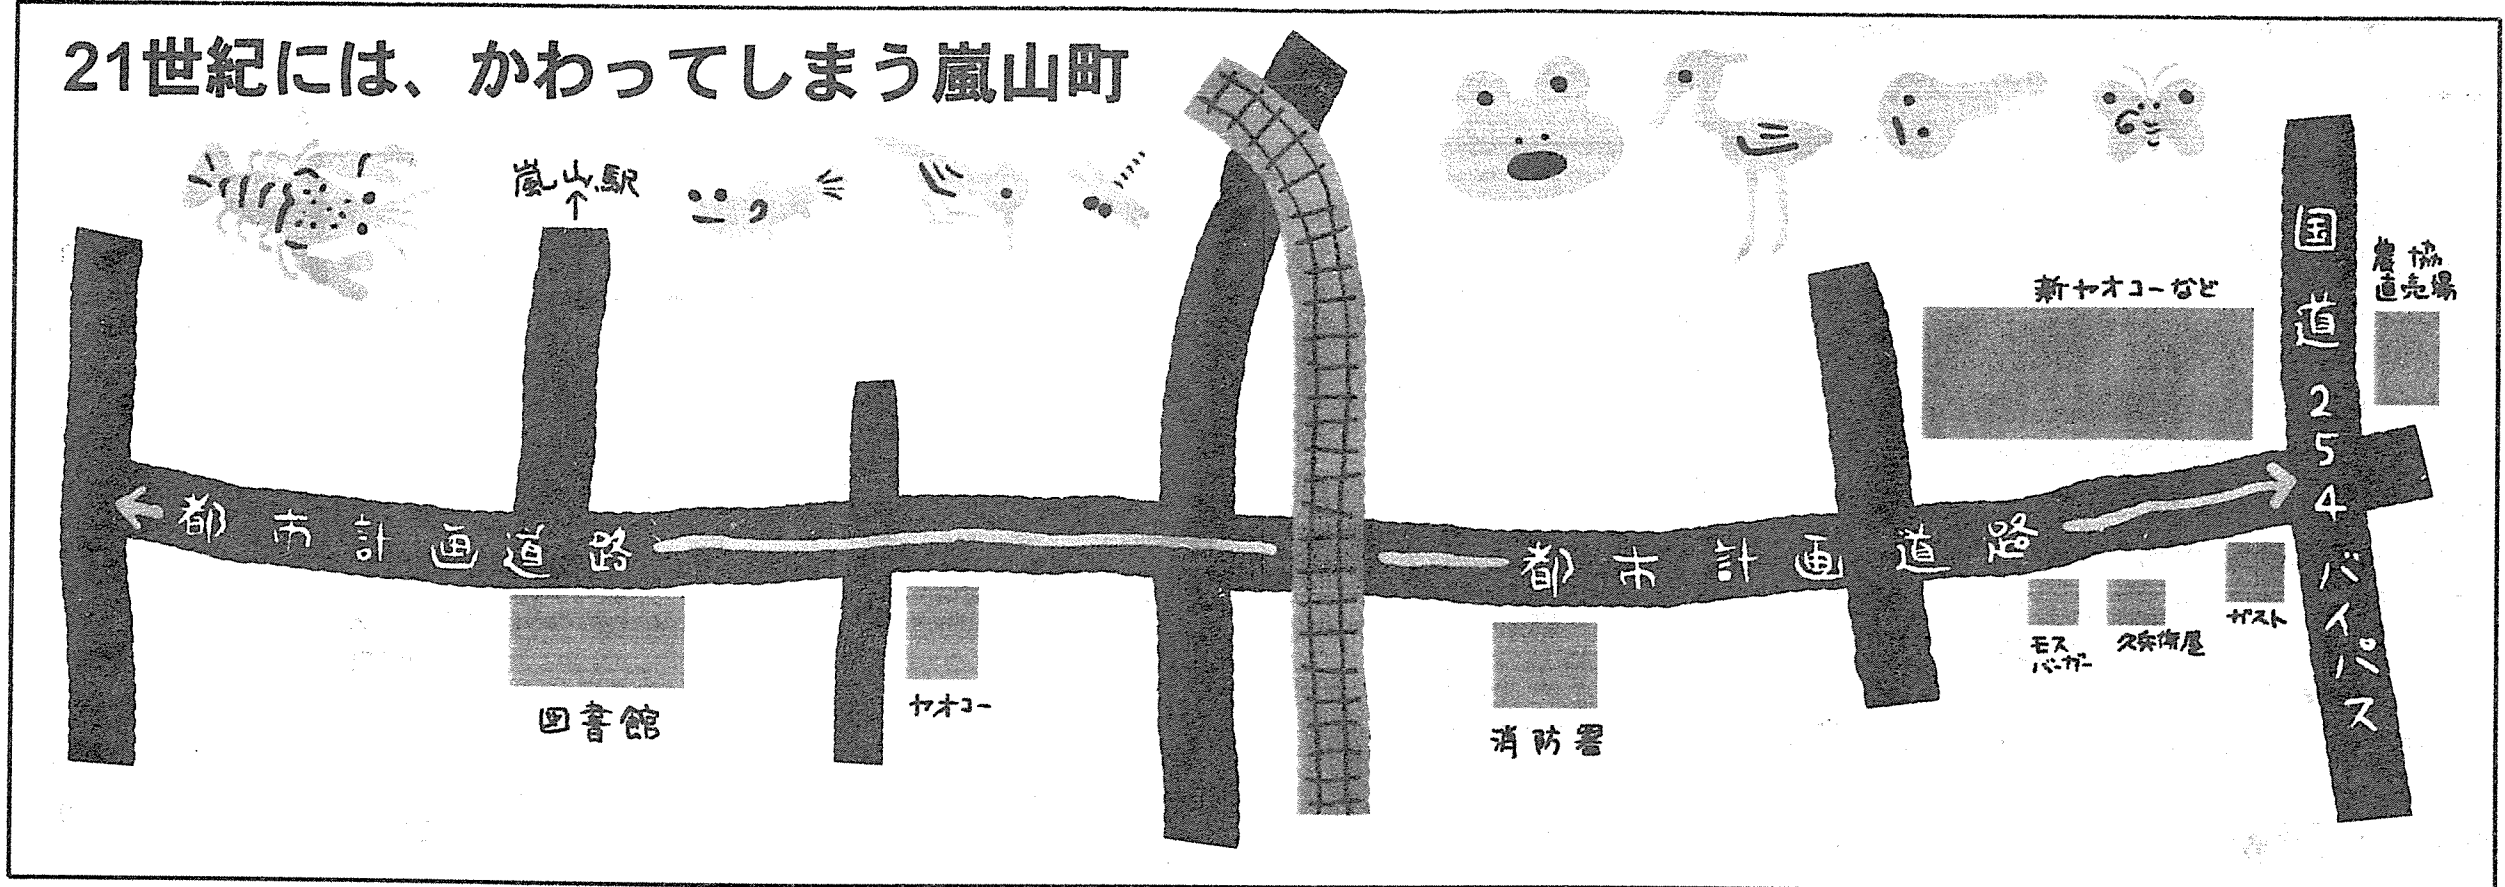 21世紀には、かわってしまう嵐山町
嵐山駅
↑
国道254バイパス
農協
直売場
新ヤオコーなど
←都市計画道路
都市計画道路→
図書館
ヤオコー
消防署
モス
バーガー
久兵衛屋
ガスト